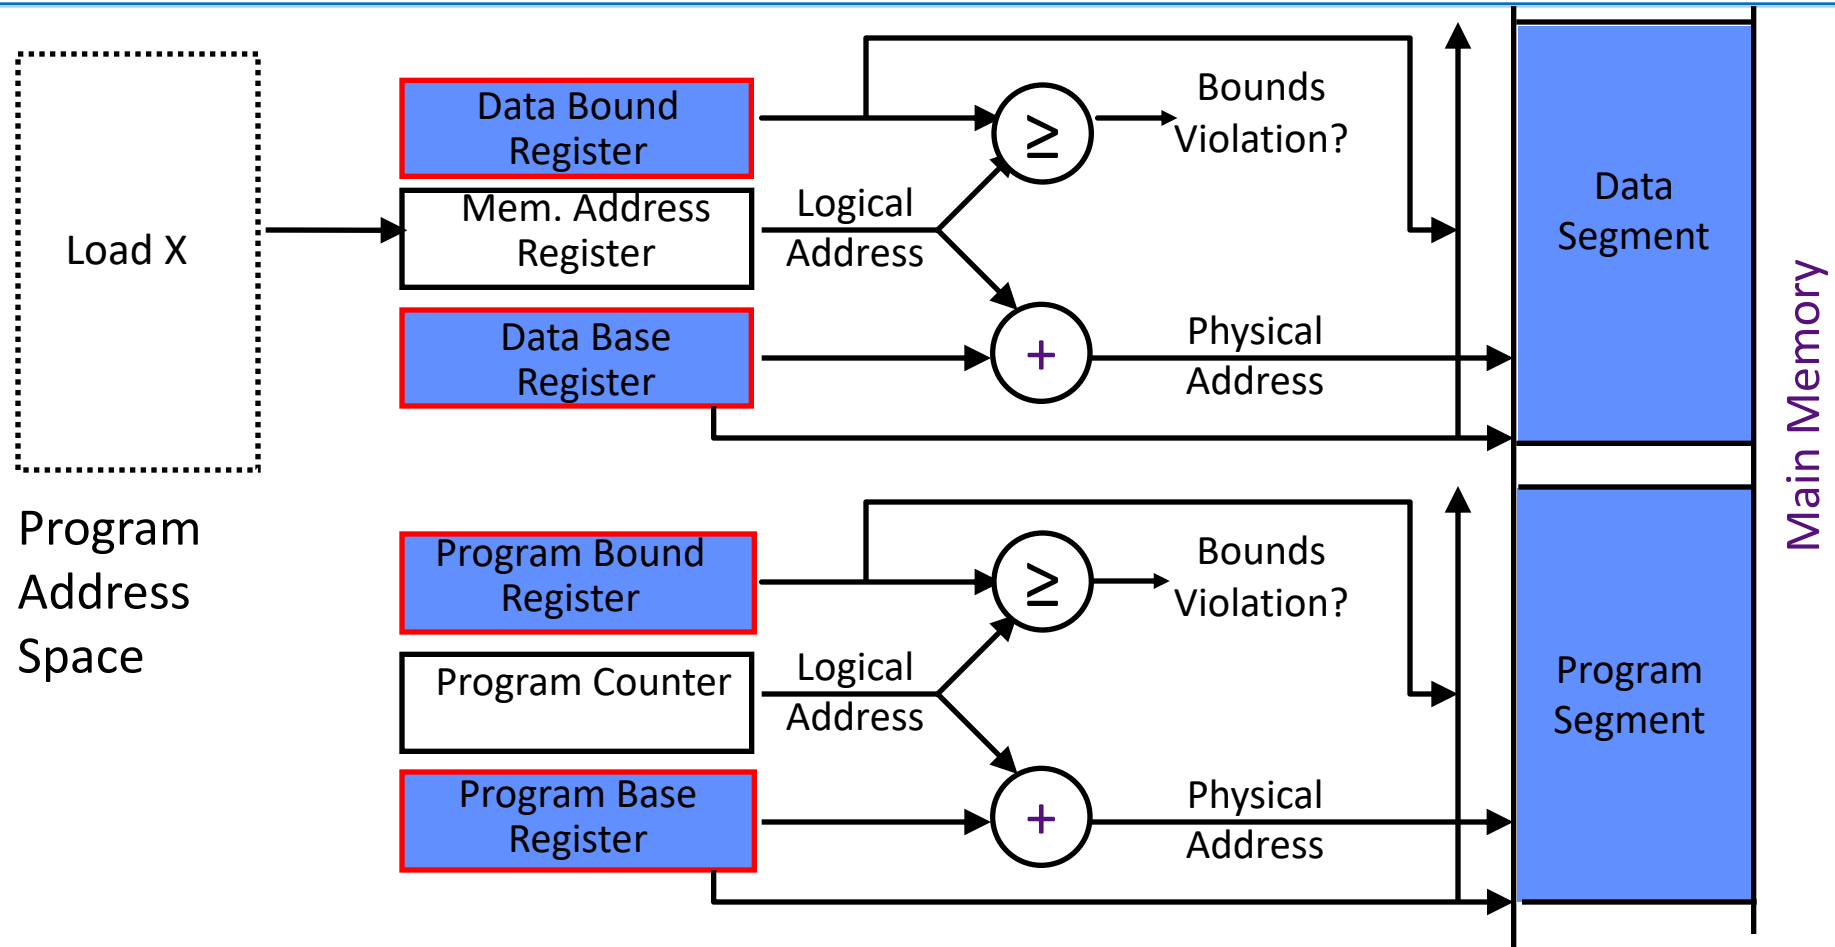 Load X
Program
Address
Space
Data Bound
Register
Mem. Address
Register
Data Base
Register
Logical
Address
≥
+
Bounds
Violation?
Physical
Address
Data
Segment
Program Bound
Register
Program Counter
Program Base
Register
Logical
Address
≥
+
Bounds
Violation?
Physical
Address
Program
Segment
Main Memory